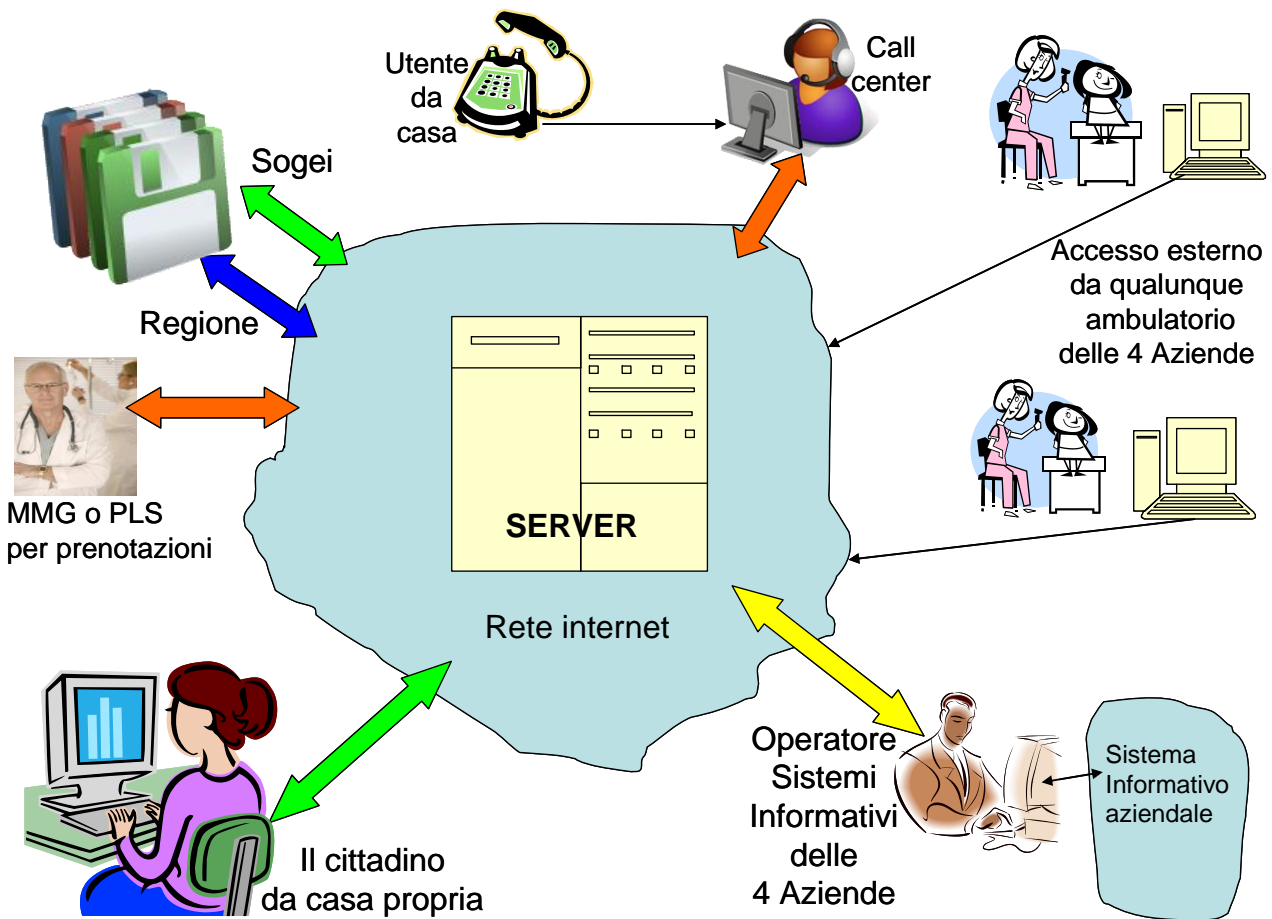 Utente
da
casa
Call
center
Sogei
Regione
Accesso esterno
da qualunque
ambulatorio
delle 4 Aziende
MMG o PLS
per prenotazioni
SERVER
Rete internet
Il cittadino
da casa propria
Operatore
Sistemi
Informativi
delle
4 Aziende
Sistema
Informativo
aziendale